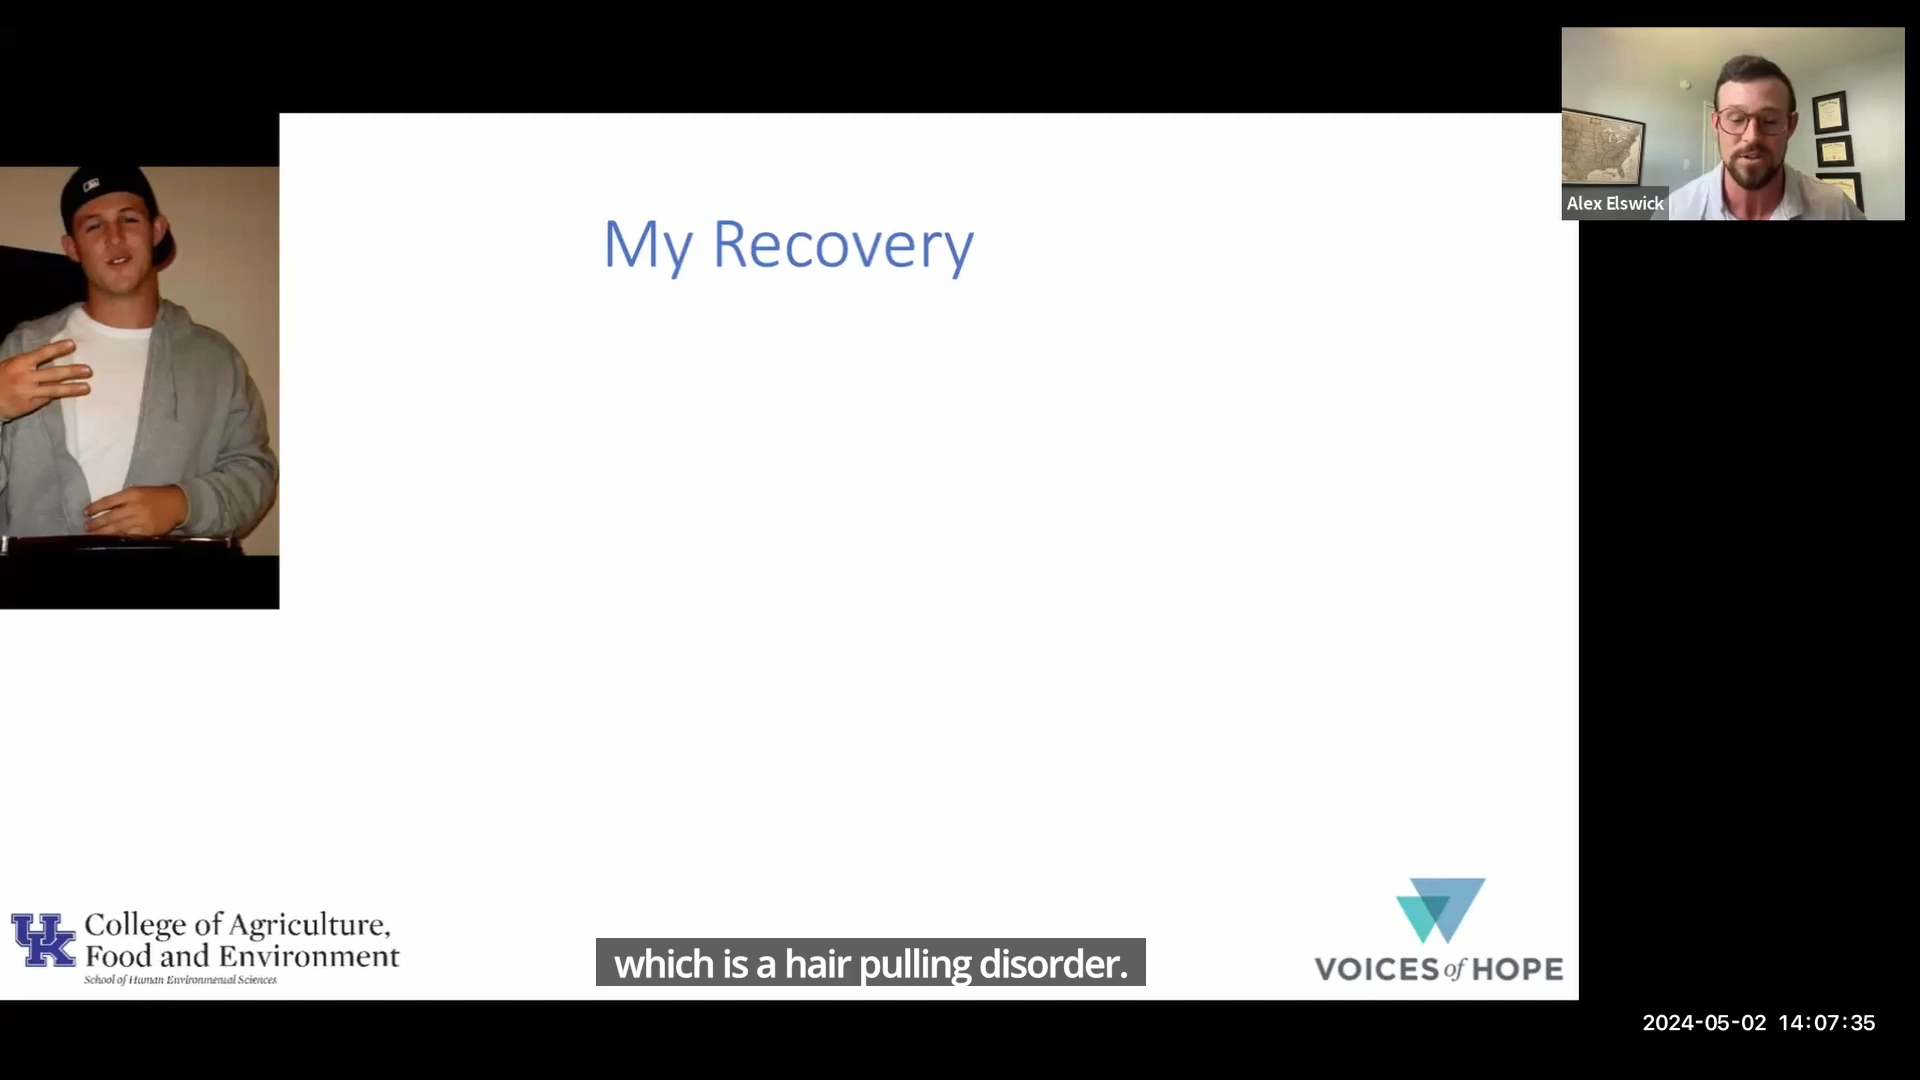 Alex Elswick
My Recovery
UK
College of Agriculture,
Food and Environment
School of Human Environmental Sciences
which is a hair pulling disorder.
VOICES of HOPE
2024-05-02 14:07:35